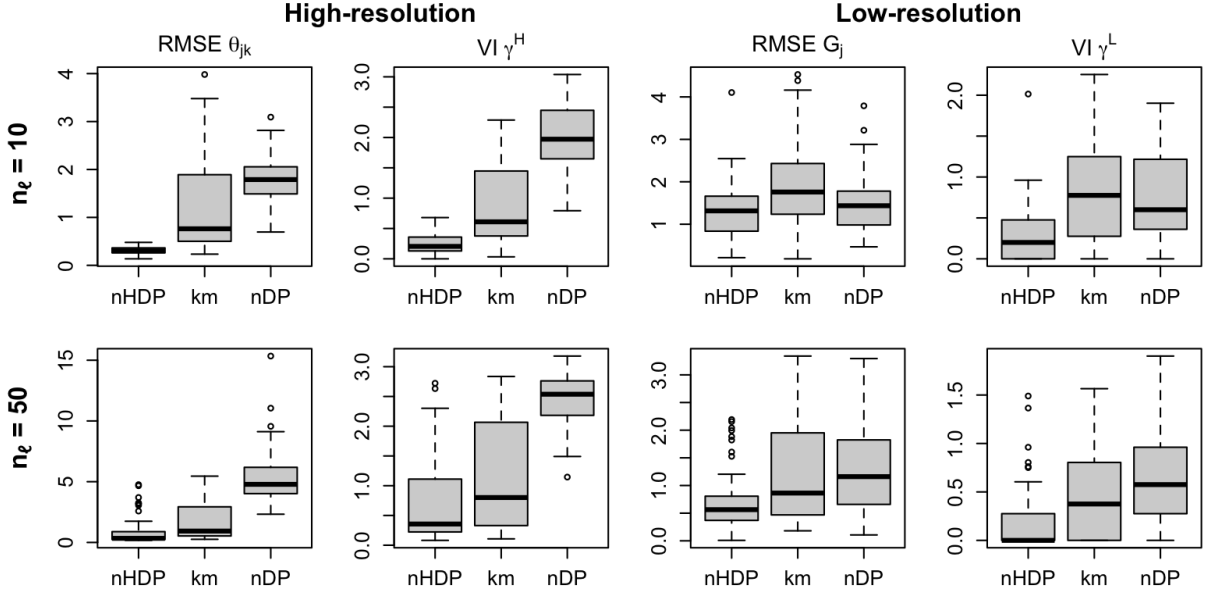 High-resolution Low-resolution
RMSE θjk VI γH RMSE Gj VI γL
nℓ = 10
0 1 2 3 4
0.0 1.0 2.0 3.0
1 2 3 4
0.0 1.0 2.0
nHDP km nDP nHDP km nDP nHDP km nDP nHDP km nDP
nℓ = 50
0 5 10 15
0.0 1.0 2.0 3.0
0.0 1.0 2.0 3.0
0.0 0.5 1.0 1.5
nHDP km nDP nHDP km nDP nHDP km nDP nHDP km nDP